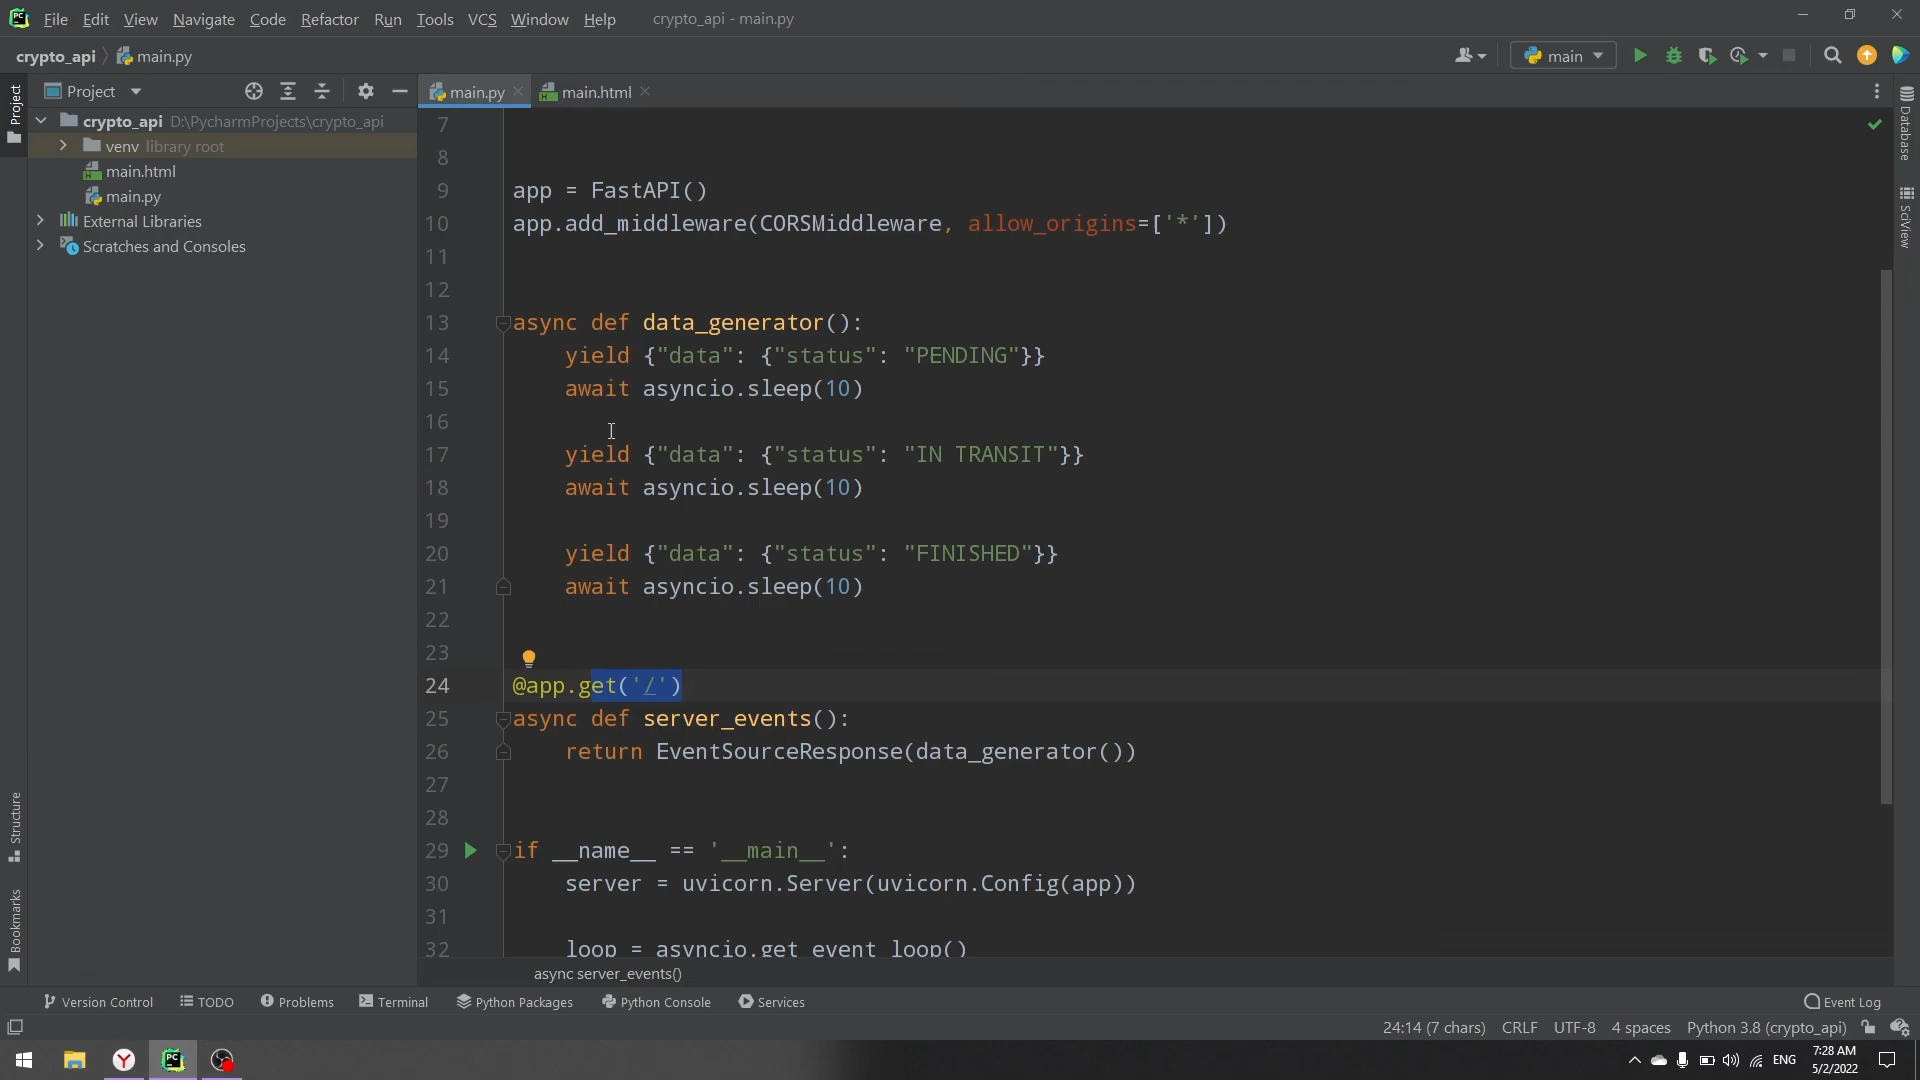 File Edit View Navigate Code Refactor Run Tools VCS Window Help crypto_api - main.py
crypto_api main.py
main
Project
main.py
main.html
crypto_api D:\PycharmProjects\crypto_api
venv library root
main.html
main.py
External Libraries
Scratches and Consoles
Project
Structure
Bookmarks
7
8
9 app = FastAPI()
10 app.add_middleware(CORSMiddleware, allow_origins=['*'])
11
12
13 async def data_generator():
14 yield {"data": {"status": "PENDING"}}
15 await asyncio.sleep(10)
16
17 yield {"data": {"status": "IN TRANSIT"}}
18 await asyncio.sleep(10)
19
20 yield {"data": {"status": "FINISHED"}}
21 await asyncio.sleep(10)
22
23
24 @app.get('/')
25 async def server_events():
26 return EventSourceResponse(data_generator())
27
28
29 if __name__ == '__main__':
30 server = uvicorn.Server(uvicorn.Config(app))
31
32 loop = asyncio.get_event_loop()
async server_events()
Database
SciView
Version Control TODO Problems Terminal Python Packages Python Console Services Event Log
24:14 (7 chars) CRLF UTF-8 4 spaces Python 3.8 (crypto_api)
ENG
7:28 AM
5/2/2022